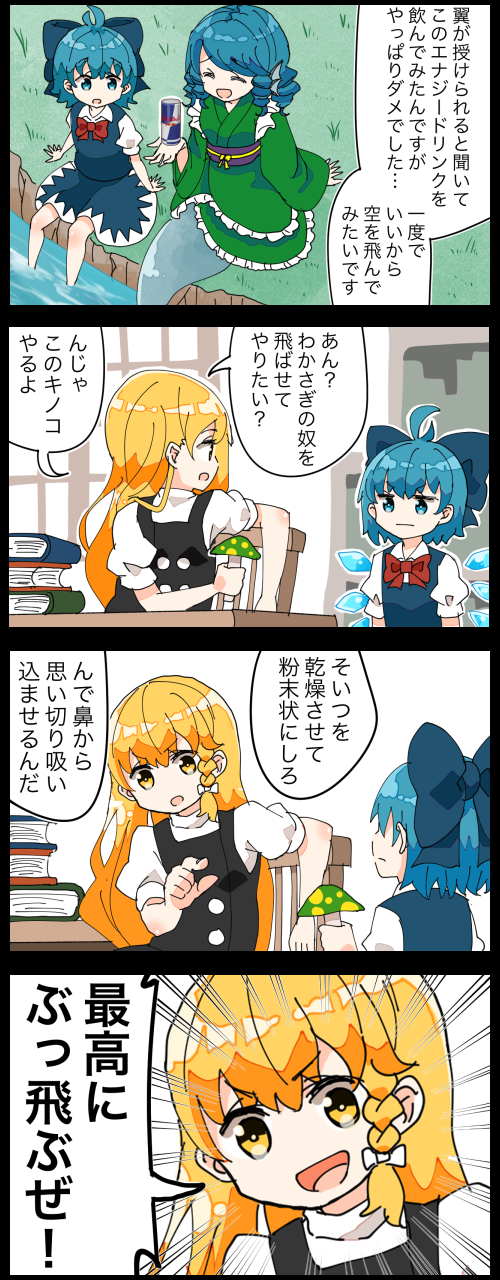 翼が授けられると聞いて
このエナジードリンクを
飲んでみたんですが
やっぱりダメでした…
一度で
いいから
空を飛んで
みたいです
あん？
わかさぎの奴を
飛ばせて
やりたい？
んじゃ
このキノコ
やるよ
そいつを
乾燥させて
粉末状にしろ
んで鼻から
思い切り吸い
込ませるんだ
最高に
ぶっ飛ぶぜ！